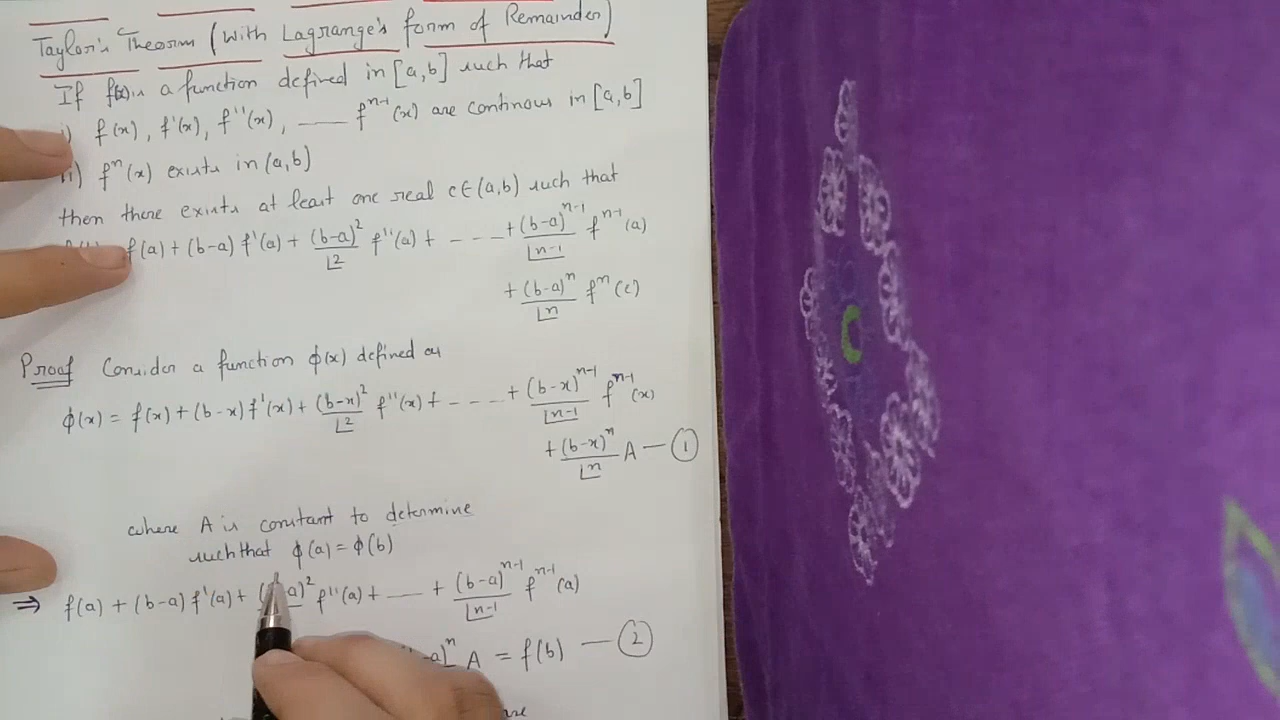 Taylor's Theorem (with Lagrange's form of Remainder)
If f(x) is a function defined in [a,b] such that
i) f(x), f'(x), f''(x), —— f^{n-1}(x) are continous in [a,b]
ii) f^n(x) exists in (a,b)
then there exists at least one real c∈(a,b) such that
f(a) + (b-a) f'(a) + (b-a)^2/⌊2 f''(a) + - - - - + (b-a)^{n-1}/⌊n-1 f^{n-1}(a)
+ (b-a)^n/⌊n f^n(c)
Proof Consider a function ϕ(x) defined as
ϕ(x) = f(x) + (b-x) f'(x) + (b-x)^2/⌊2 f''(x) + - - - - + (b-x)^{n-1}/⌊n-1 f^{n-1}(x)
+ (b-x)^n/⌊n A — ①
where A is constant to determine
such that ϕ(a) = ϕ(b)
⇒ f(a) + (b-a) f'(a) + (b-a)^2 f''(a) + —— + (b-a)^{n-1}/⌊n-1 f^{n-1}(a)
-a)^n A = f(b) — ②